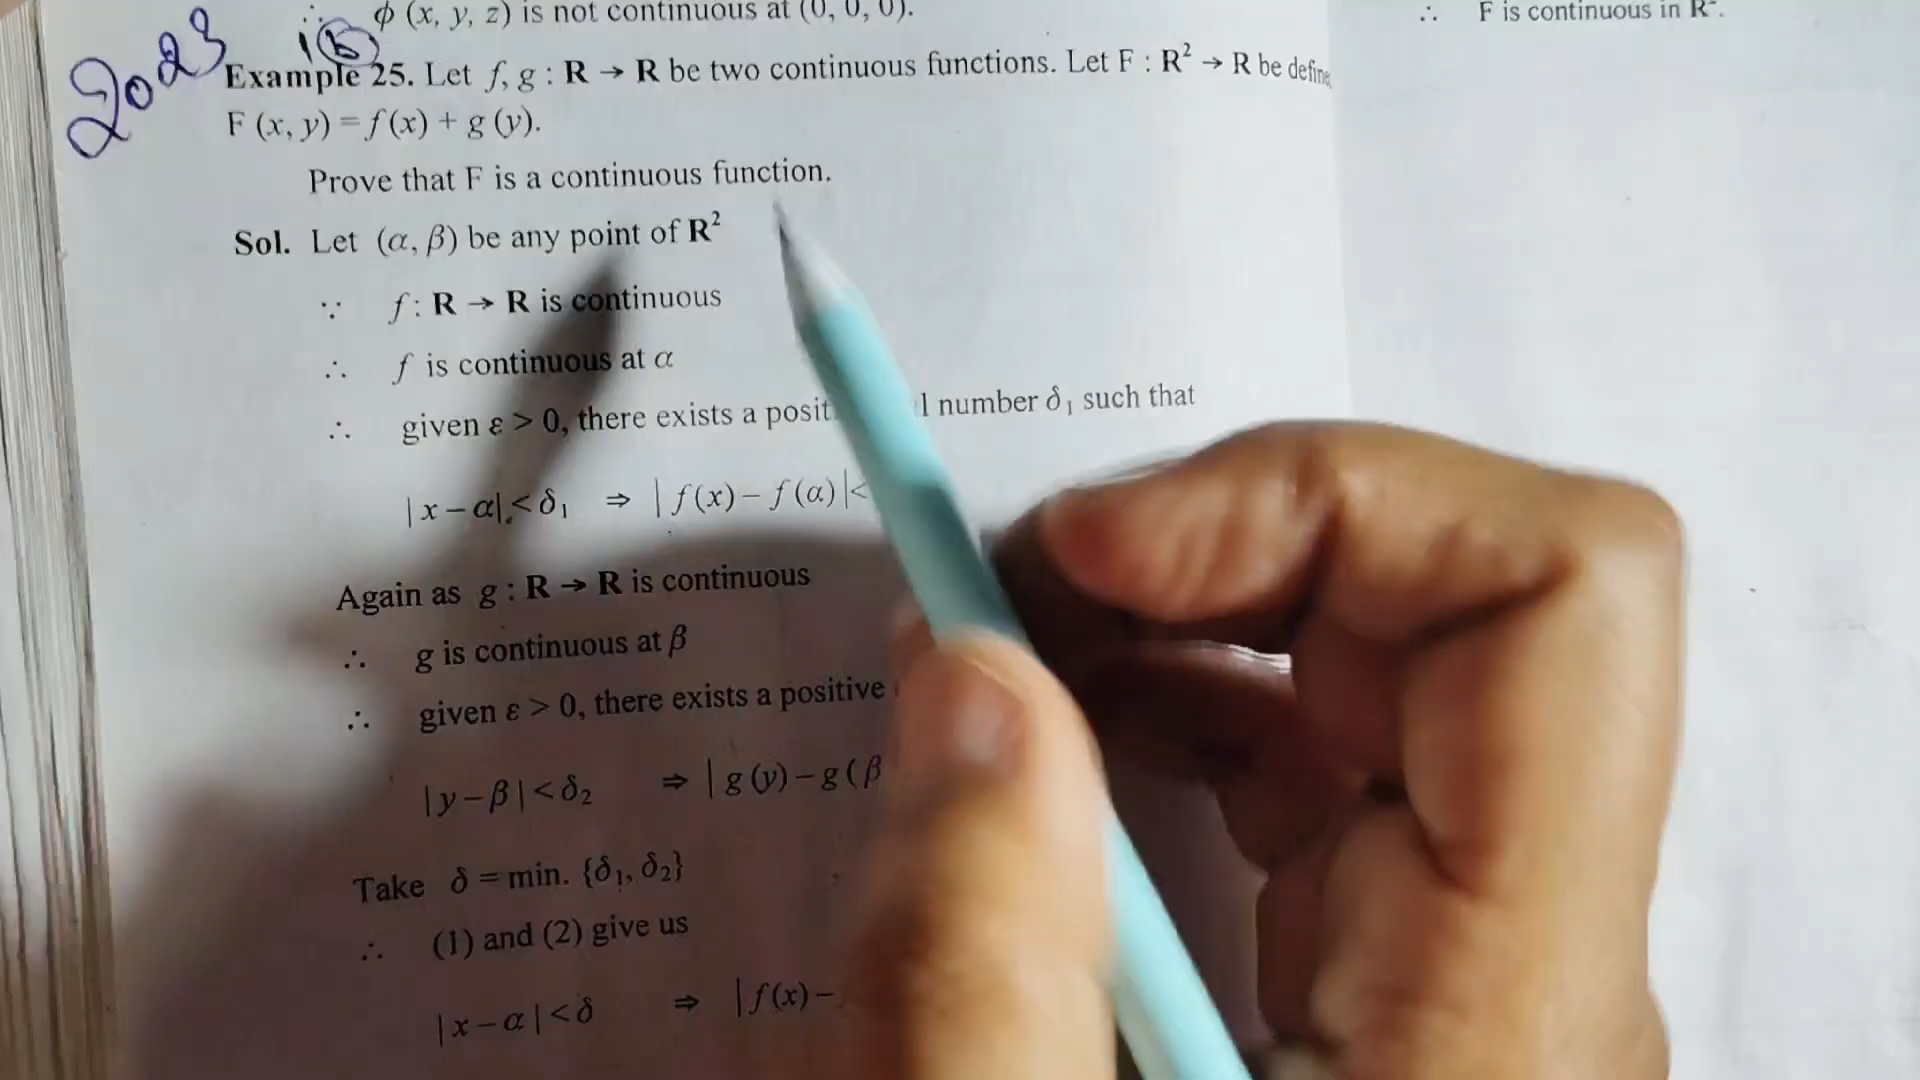 ∴ ϕ (x, y, z) is not continuous at (0, 0, 0).
∴ F is continuous in R².
2023
1(b)
Example 25. Let f, g : R → R be two continuous functions. Let F : R² → R be define
F (x, y) = f (x) + g (y).
Prove that F is a continuous function.
Sol. Let (α, β) be any point of R²
∵ f : R → R is continuous
∴ f is continuous at α
∴ given ε > 0, there exists a number δ₁ such that
| x – α | < δ₁ ⇒ | f (x) – f (α) | <
Again as g : R → R is continuous
∴ g is continuous at β
∴ given ε > 0, there exists a positive
| y – β | < δ₂ ⇒ | g (y) – g ( β
Take δ = min. {δ₁, δ₂}
∴ (1) and (2) give us
| x – α | < δ ⇒ | f (x) –